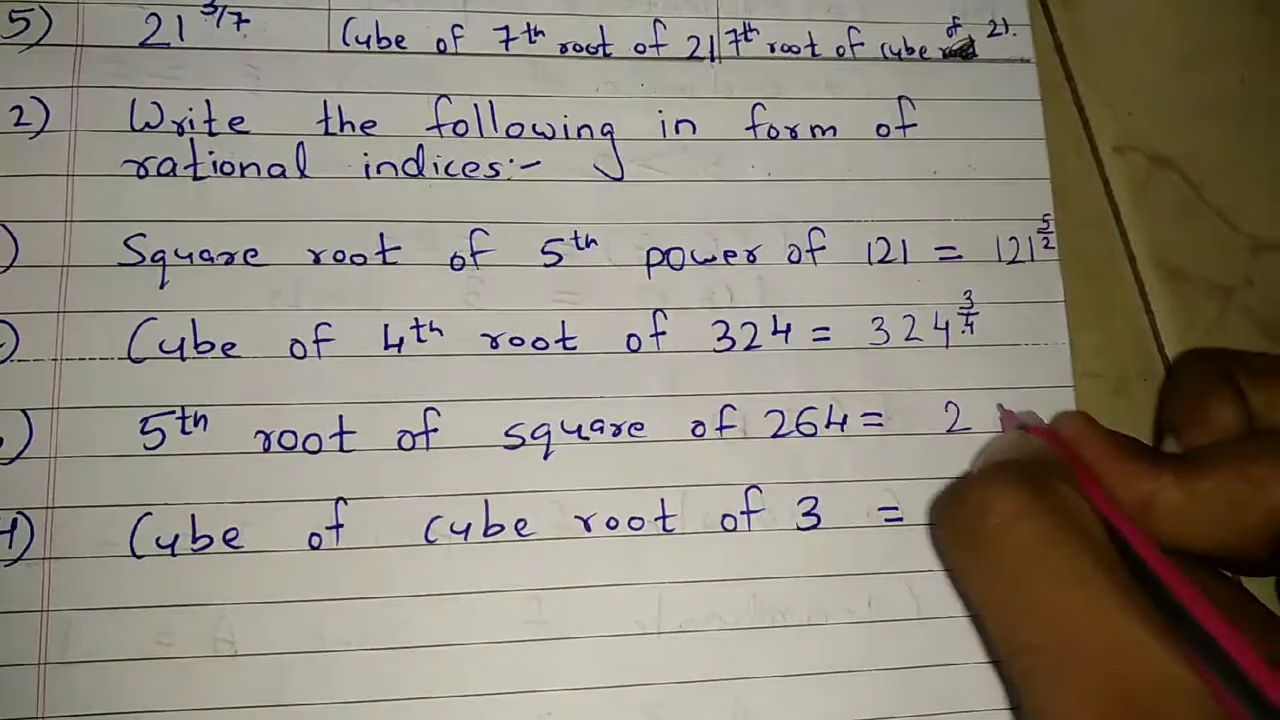 5) 21^3/7 Cube of 7th root of 21 7th root of cube of 21.
2) Write the following in form of
rational indices:-
) Square root of 5th power of 121 = 121^5/2
) Cube of 4th root of 324 = 324^3/4
) 5th root of square of 264 = 2
4) Cube of cube root of 3 =